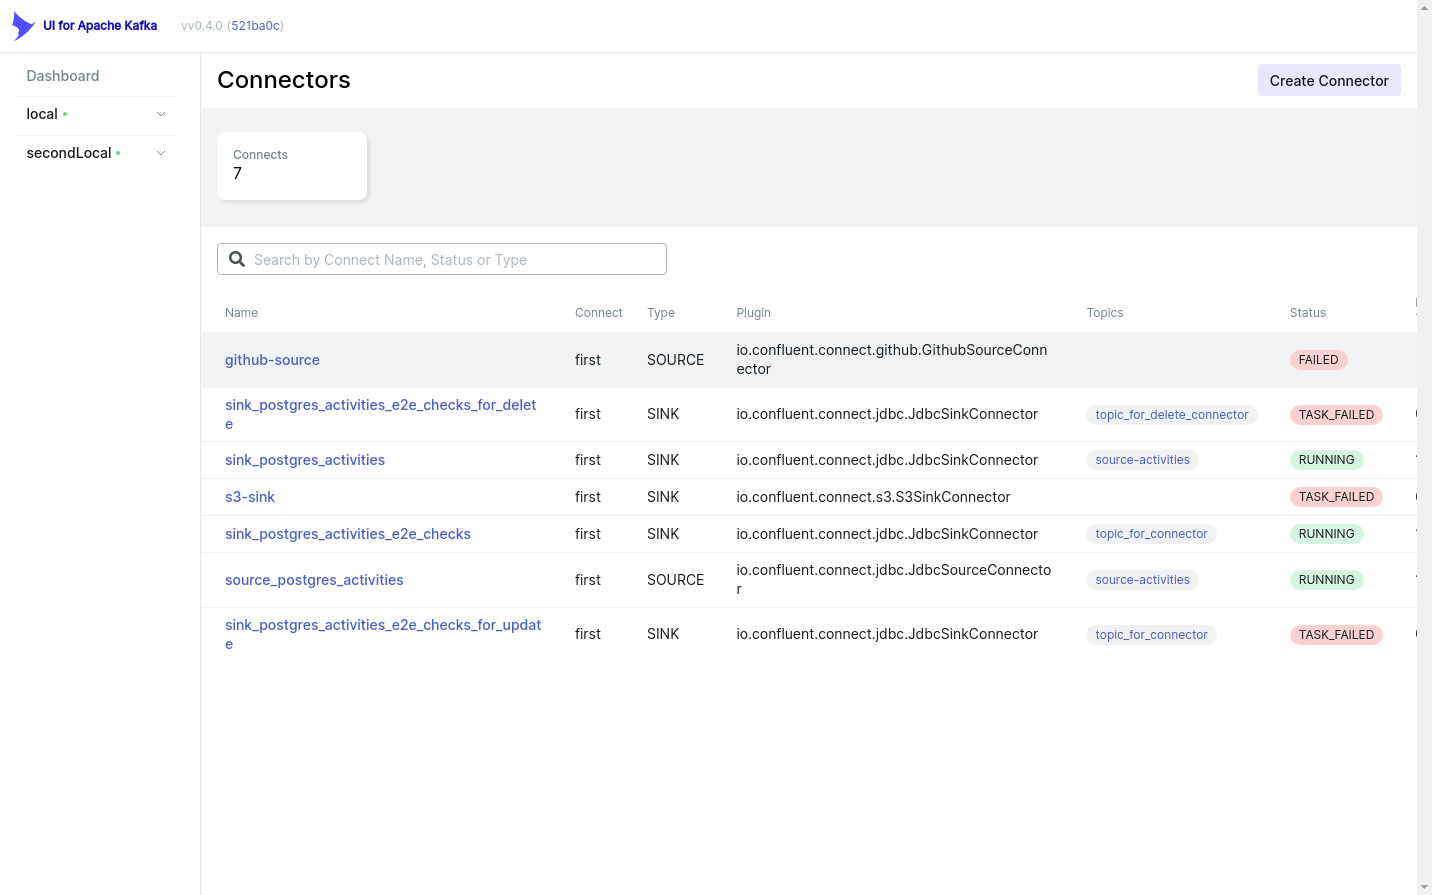 UI for Apache Kafka
vv0.4.0 (521ba0c)
Dashboard
local
secondLocal
Connectors
Create Connector
Connects
7
Search by Connect Name, Status or Type
Name Connect Type Plugin Topics Status
github-source first SOURCE io.confluent.connect.github.GithubSourceConn
ector FAILED
sink_postgres_activities_e2e_checks_for_delet
e first SINK io.confluent.connect.jdbc.JdbcSinkConnector topic_for_delete_connector TASK_FAILED
sink_postgres_activities first SINK io.confluent.connect.jdbc.JdbcSinkConnector source-activities RUNNING
s3-sink first SINK io.confluent.connect.s3.S3SinkConnector TASK_FAILED
sink_postgres_activities_e2e_checks first SINK io.confluent.connect.jdbc.JdbcSinkConnector topic_for_connector RUNNING
source_postgres_activities first SOURCE io.confluent.connect.jdbc.JdbcSourceConnecto
r source-activities RUNNING
sink_postgres_activities_e2e_checks_for_updat
e first SINK io.confluent.connect.jdbc.JdbcSinkConnector topic_for_connector TASK_FAILED